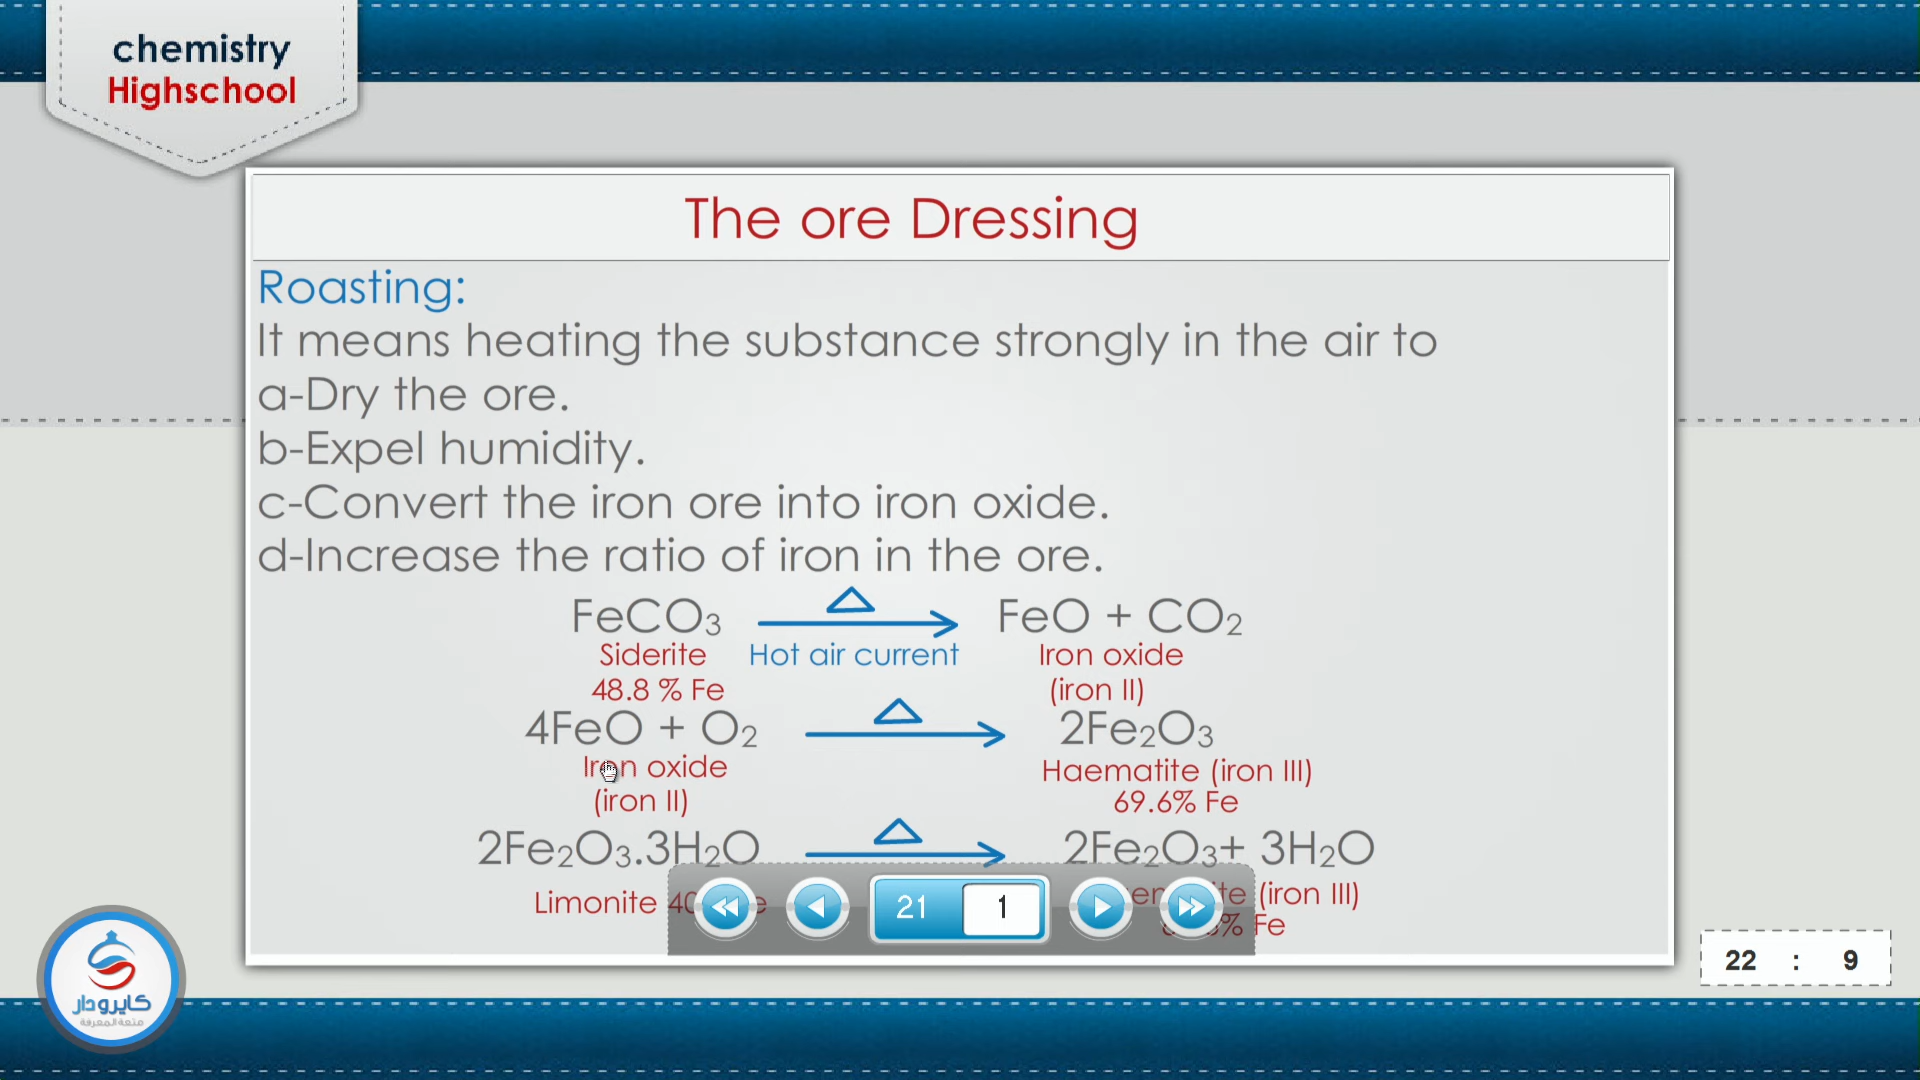 chemistry
Highschool
The ore Dressing
Roasting:
It means heating the substance strongly in the air to
a-Dry the ore.
b-Expel humidity.
c-Convert the iron ore into iron oxide.
d-Increase the ratio of iron in the ore.
FeCO₃ △ FeO + CO₂
Siderite Hot air current Iron oxide
48.8 % Fe (iron II)
4FeO + O₂ △ 2Fe₂O₃
Iron oxide Haematite (iron III)
(iron II) 69.6% Fe
2Fe₂O₃.3H₂O △ 2Fe₂O₃+ 3H₂O
Limonite (iron III)
% Fe
21 1
22 : 9
كايرودار
متعة المعرفة